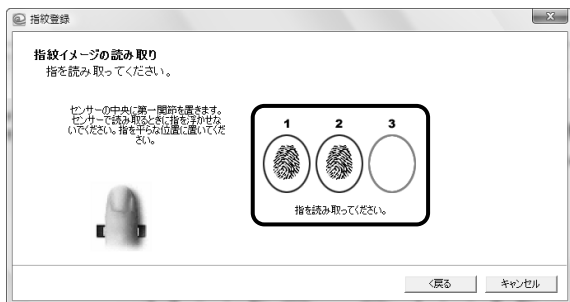 指紋登録
指紋イメージの読み取り
指を読み取ってください。
センサーの中央に第一関節を置きます。
センサーで読み取るときに指を浮かせな
いでください。指を平らな位置に置いてくだ
さい。
1 2 3
指を読み取ってください。
<戻る キャンセル